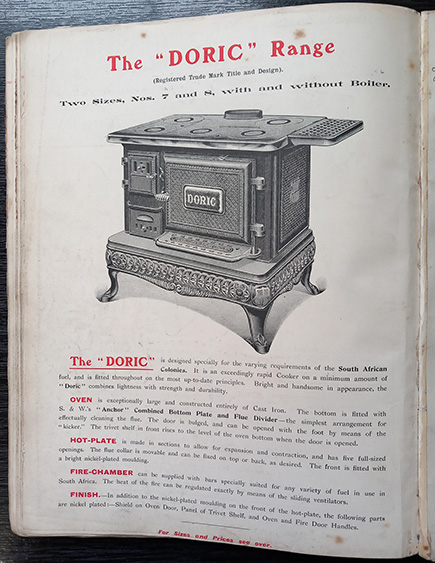 The "DORIC" Range
(Registered Trade Mark Title and Design).
Two Sizes, Nos. 7 and 8, with and without Boiler.
DORIC
The "DORIC" is designed specially for the varying requirements of the South African
Colonies. It is an exceedingly rapid Cooker on a minimum amount of
fuel, and is fitted throughout on the most up-to-date principles. Bright and handsome in appearance, the
"Doric" combines lightness with strength and durability.
OVEN is exceptionally large and constructed entirely of Cast Iron. The bottom is fitted with
S. & W.'s "Anchor" Combined Bottom Plate and Flue Divider—the simplest arrangement for
effectually cleaning the flue. The door is bulged, and can be opened with the foot by means of the
"kicker." The trivet shelf in front rises to the level of the oven bottom when the door is opened.
HOT-PLATE is made in sections to allow for expansion and contraction, and has five full-sized
openings. The flue collar is movable and can be fixed on top or back, as desired. The front is fitted with
a bright nickel-plated moulding.
FIRE-CHAMBER can be supplied with bars specially suited for any variety of fuel in use in
South Africa. The heat of the fire can be regulated exactly by means of the sliding ventilators.
FINISH.—In addition to the nickel-plated moulding on the front of the hot-plate, the following parts
are nickel plated:—Shield on Oven Door, Panel of Trivet Shelf, and Oven and Fire Door Handles.
For Sizes and Prices see over.